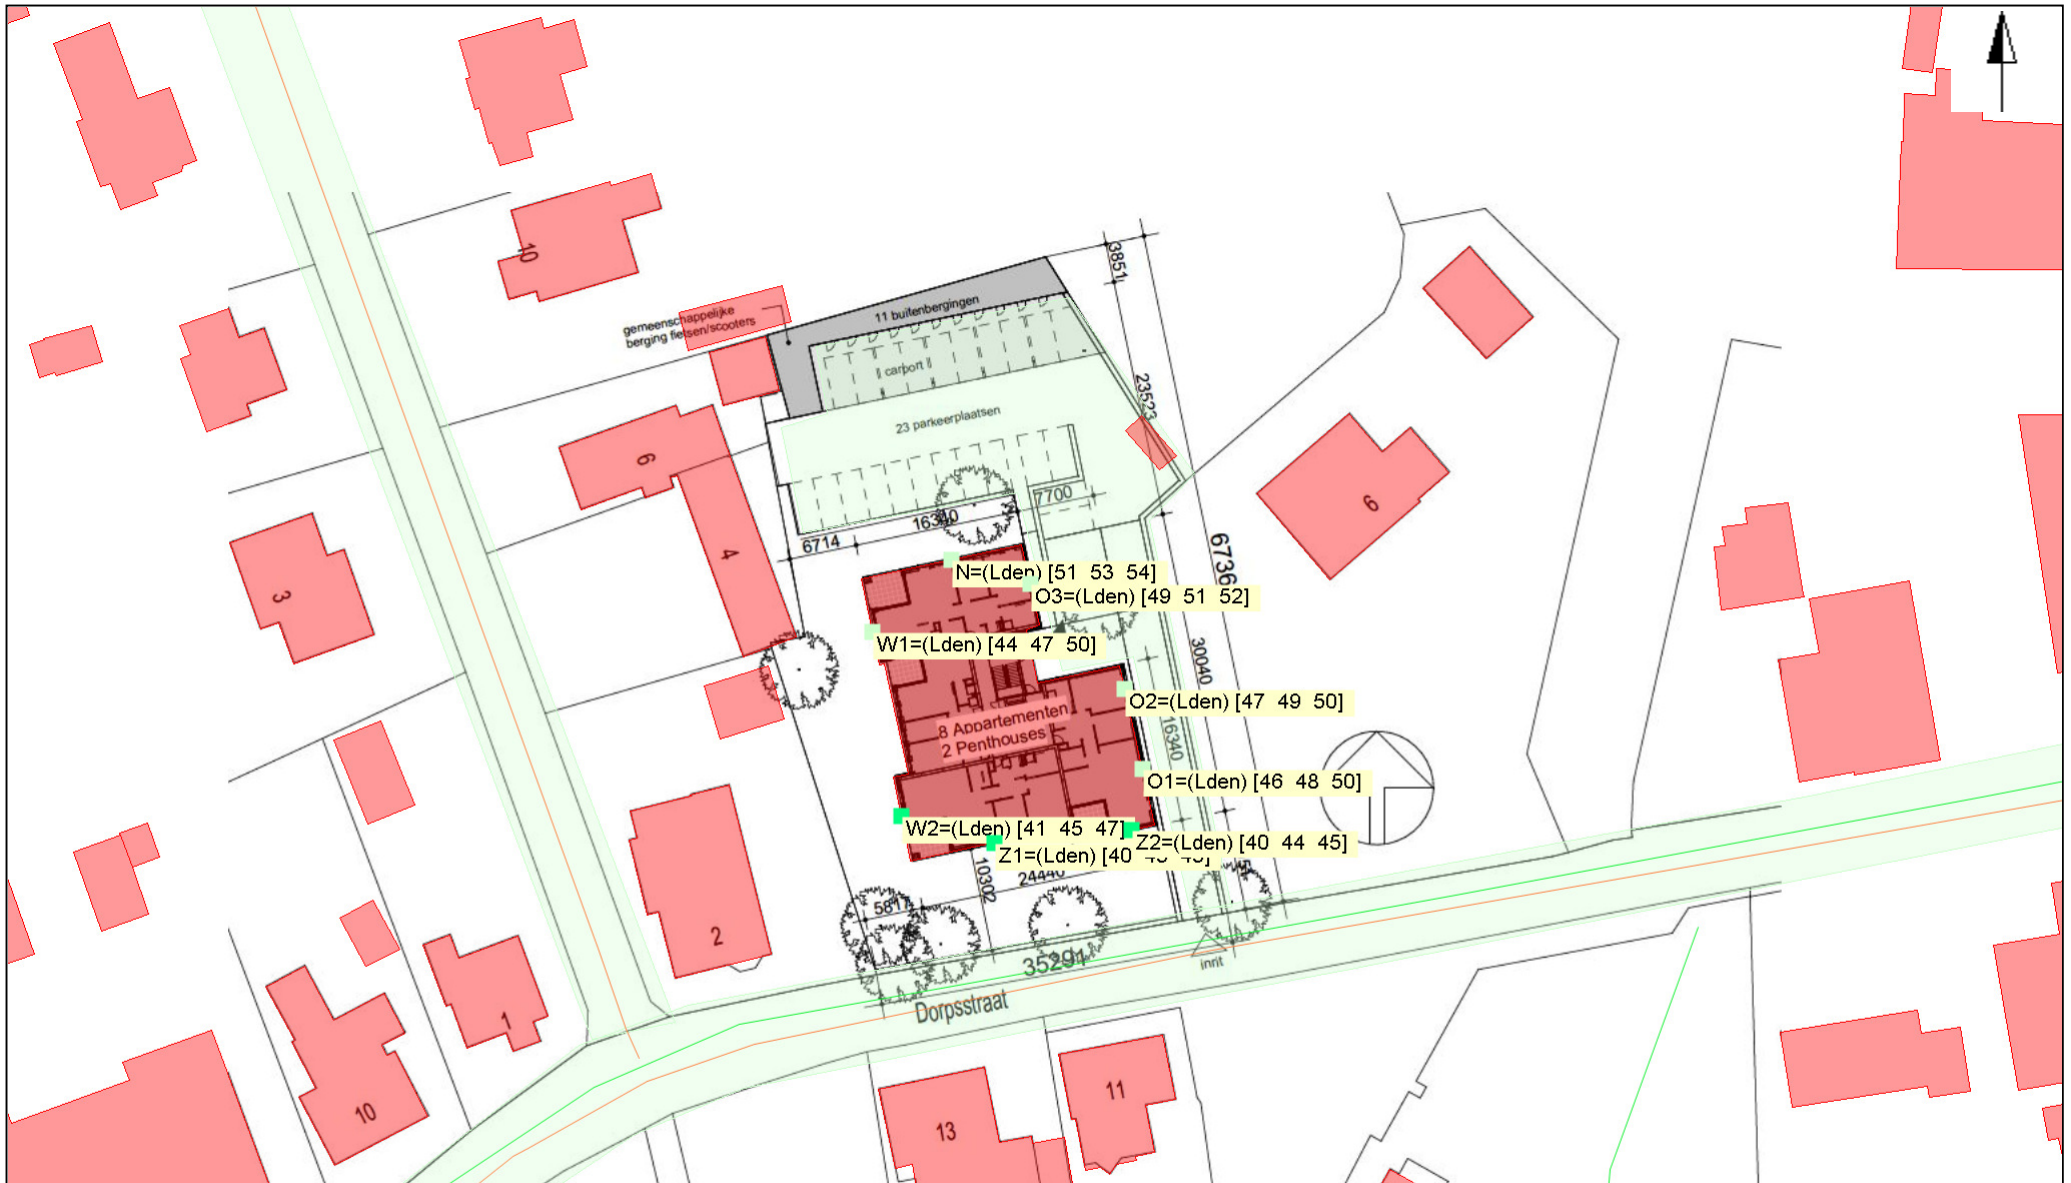 10
3851
gemeenschappelijke
berging fietsen/scooters
11 buitenbergingen
carport
23523
23 parkeerplaatsen
6
6
7700
16340
6714
4
6736
3
N=(Lden) [51 53 54]
O3=(Lden) [49 51 52]
W1=(Lden) [44 47 50]
30040
O2=(Lden) [47 49 50]
8 Appartementen
2 Penthouses
16340
O1=(Lden) [46 48 50]
W2=(Lden) [41 45 47]
Z2=(Lden) [40 44 45]
Z1=(Lden) [40
10302
24440
5817
2
35291
inrit
Dorpsstraat
1
10
11
13